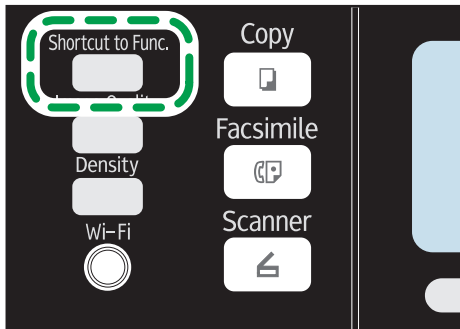 Shortcut to Func.
Copy
Facsimile
Density
Scanner
Wi-Fi